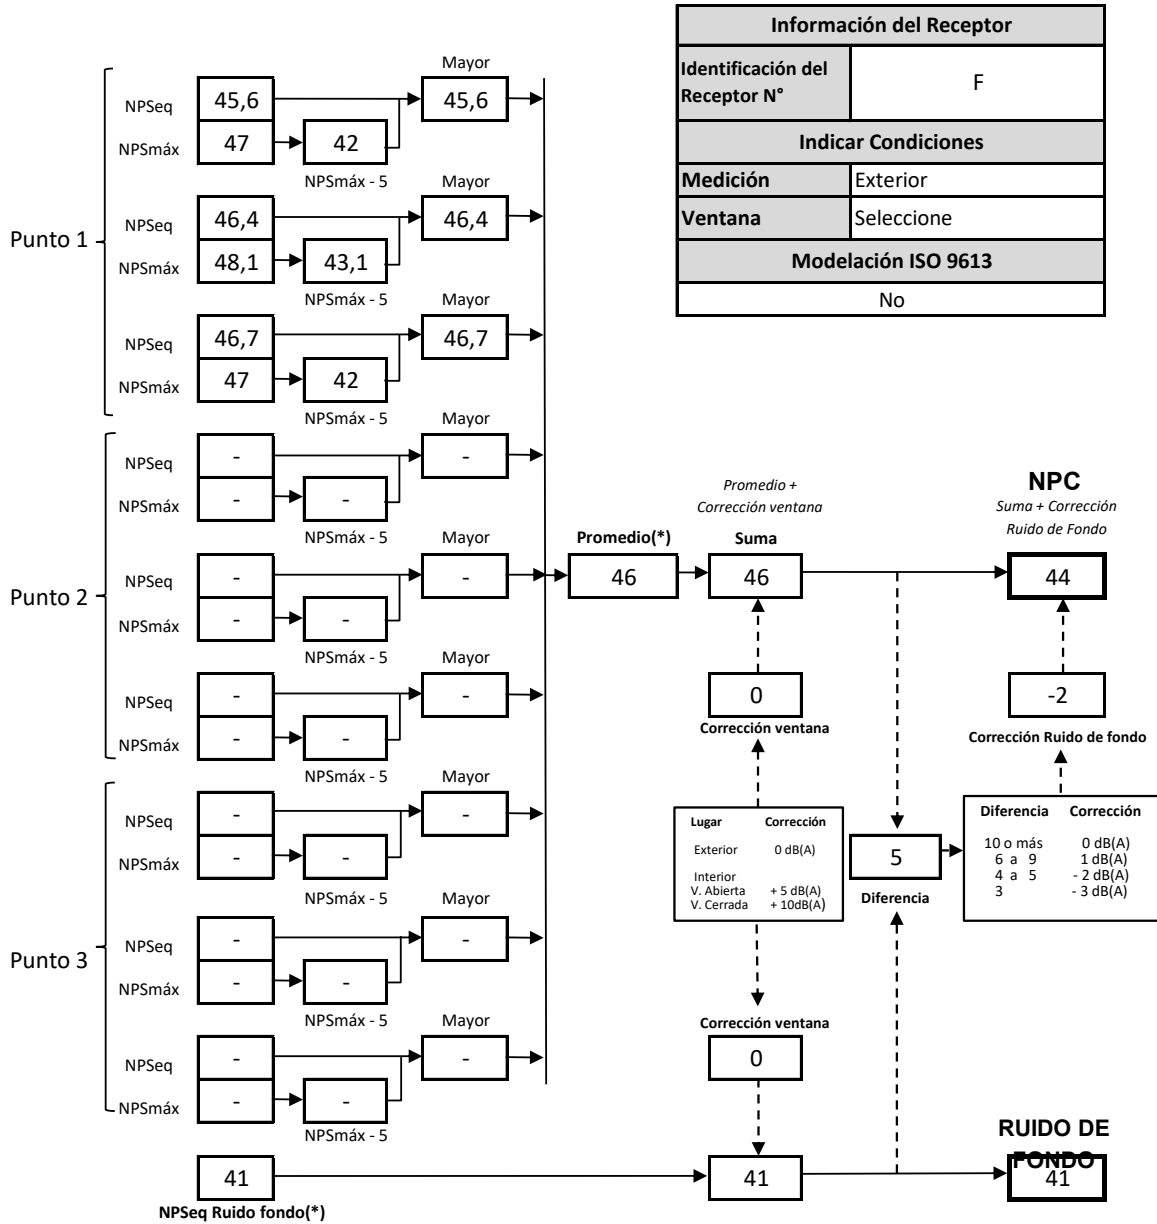 Información del Receptor
Identificación del
Receptor N°
F
Indicar Condiciones
Medición
Exterior
Ventana
Seleccione
Modelación ISO 9613
No
Punto 1
Mayor
NPSeq
45,6
45,6
NPSmáx
47
42
NPSmáx - 5
Mayor
NPSeq
46,4
46,4
NPSmáx
48,1
43,1
NPSmáx - 5
Mayor
NPSeq
46,7
46,7
NPSmáx
47
42
NPSmáx - 5
Punto 2
Mayor
NPSeq
-
-
NPSmáx
-
-
NPSmáx - 5
Mayor
NPSeq
-
-
NPSmáx
-
-
NPSmáx - 5
Mayor
NPSeq
-
-
NPSmáx
-
-
NPSmáx - 5
Punto 3
Mayor
NPSeq
-
-
NPSmáx
-
-
NPSmáx - 5
Mayor
NPSeq
-
-
NPSmáx
-
-
NPSmáx - 5
Mayor
NPSeq
-
-
NPSmáx
-
-
NPSmáx - 5
Promedio(*)
46
Promedio +
Corrección ventana
Suma
46
NPC
Suma + Corrección
Ruido de Fondo
44
0
Corrección ventana
-2
Corrección Ruido de fondo
Lugar Corrección
Exterior 0 dB(A)
Interior
V. Abierta + 5 dB(A)
V. Cerrada + 10dB(A)
5
Diferencia
Diferencia Corrección
10 o más 0 dB(A)
6 a 9 1 dB(A)
4 a 5 - 2 dB(A)
3 - 3 dB(A)
Corrección ventana
0
41
NPSeq Ruido fondo(*)
41
RUIDO DE
FONDO
41